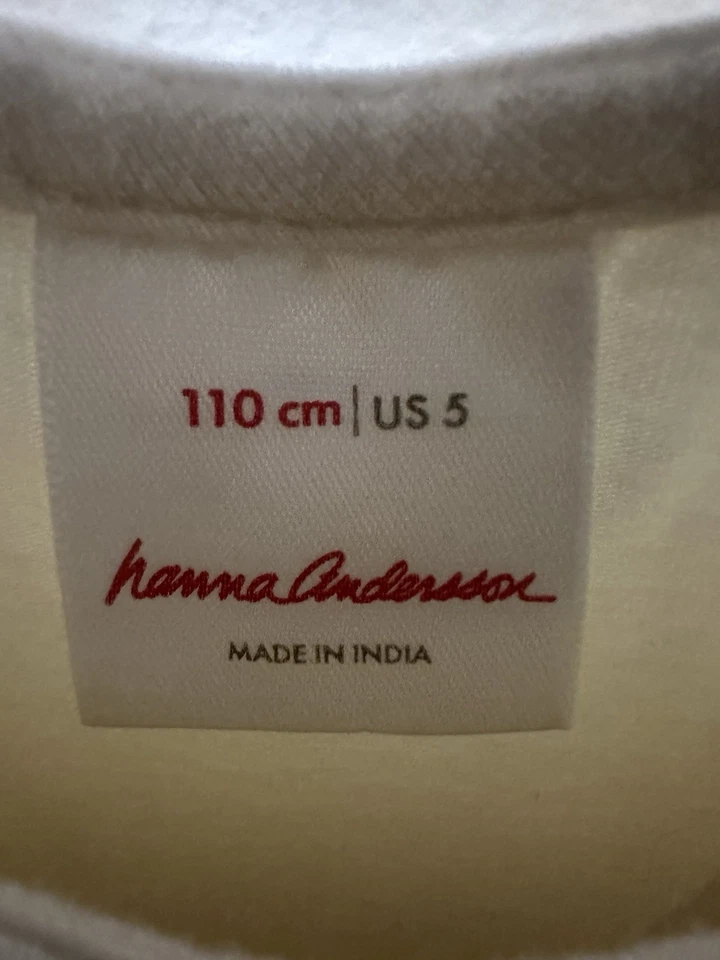 110 cm | US 5
hanna Andersson
MADE IN INDIA